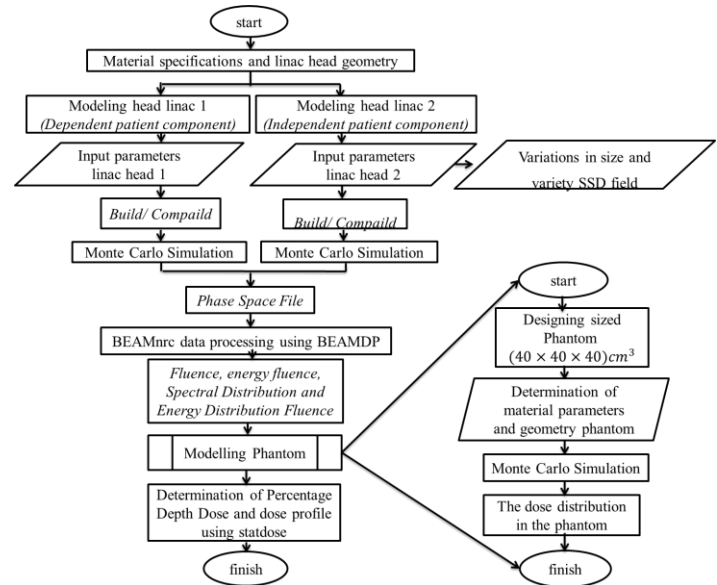 start
Material specifications and linac head geometry
Modeling head linac 1
(Dependent patient component)
Modeling head linac 2
(Independent patient component)
Input parameters
linac head 1
Input parameters
linac head 2
Variations in size and
variety SSD field
Build/ Compaild
Build/ Compaild
Monte Carlo Simulation
Monte Carlo Simulation
Phase Space File
BEAMnrc data processing using BEAMDP
Fluence, energy fluence,
Spectral Distribution and
Energy Distribution Fluence
Modelling Phantom
Determination of Percentage
Depth Dose and dose profile
using statdose
finish
start
Designing sized
Phantom
(40 × 40 × 40)cm³
Determination of
material parameters
and geometry phantom
Monte Carlo Simulation
The dose distribution
in the phantom
finish